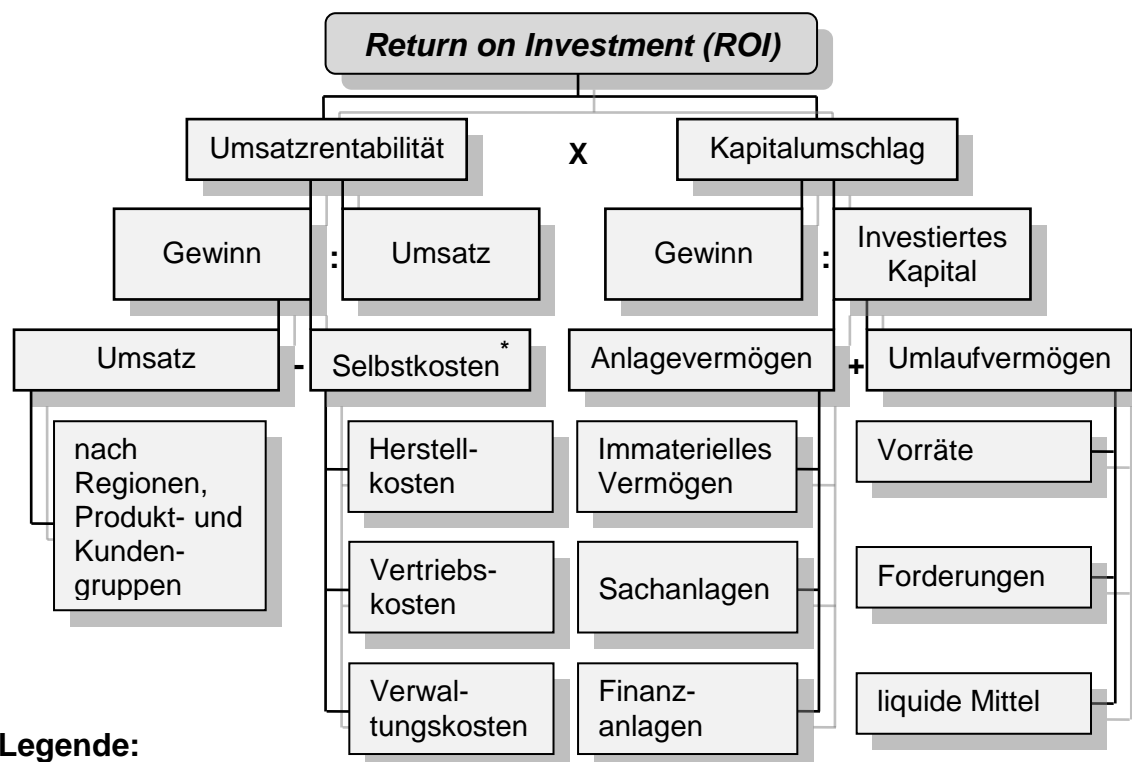 Return on Investment (ROI)
Umsatzrentabilität
X
Kapitalumschlag
Gewinn
:
Umsatz
Gewinn
:
Investiertes
Kapital
Umsatz
-
Selbstkosten*
Anlagevermögen
+
Umlaufvermögen
nach
Regionen,
Produkt- und
Kunden-
gruppen
Herstell-
kosten
Immaterielles
Vermögen
Vorräte
Vertriebs-
kosten
Sachanlagen
Forderungen
Verwal-
tungskosten
Finanz-
anlagen
liquide Mittel
Legende: